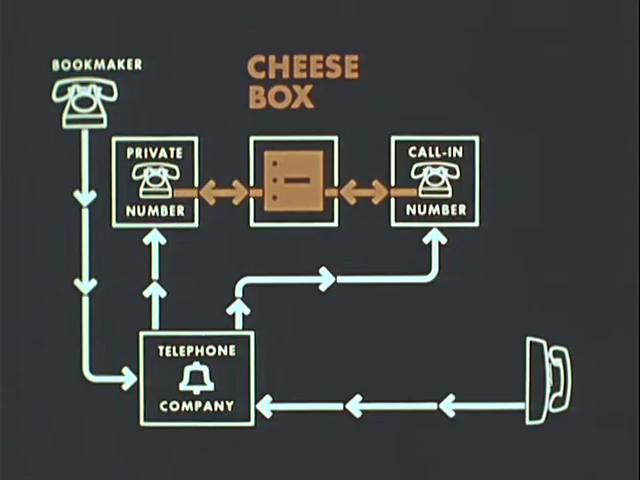 BOOKMAKER
CHEESE
BOX
PRIVATE
NUMBER
CALL-IN
NUMBER
TELEPHONE
COMPANY